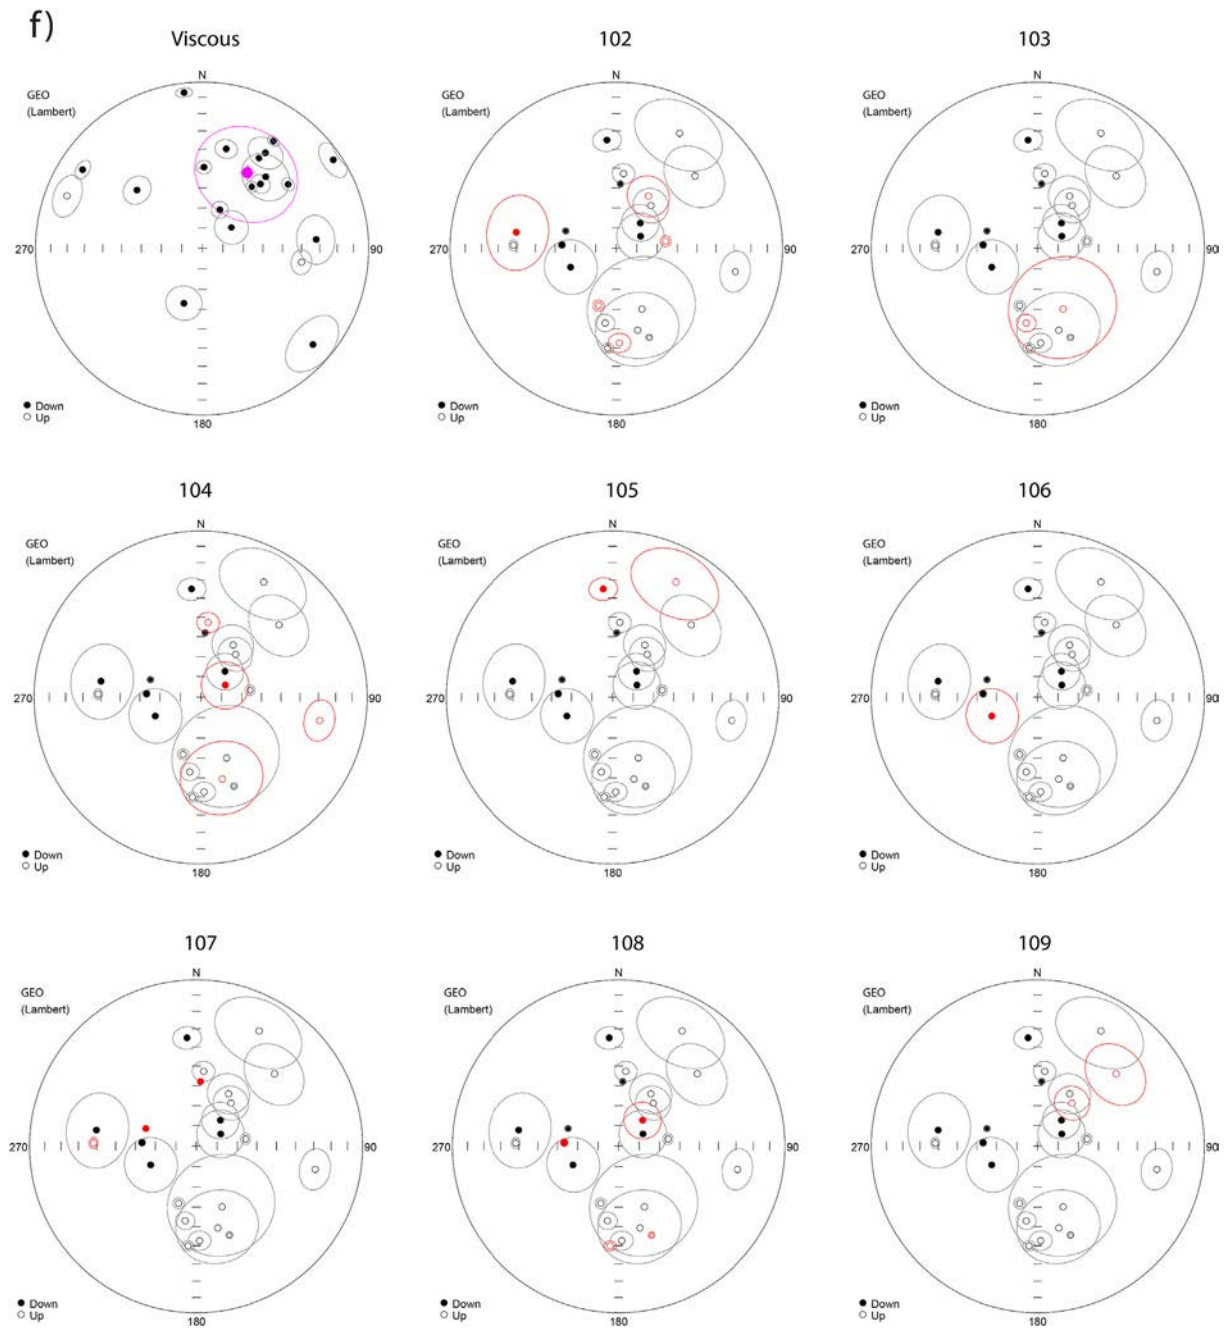 f)
Viscous
102
103
N
GEO
(Lambert)
270
90
Down
Up
180
N
GEO
(Lambert)
270
90
Down
Up
180
N
GEO
(Lambert)
270
90
Down
Up
180
104
105
106
N
GEO
(Lambert)
270
90
Down
Up
180
N
GEO
(Lambert)
270
90
Down
Up
180
N
GEO
(Lambert)
270
90
Down
Up
180
107
108
109
N
GEO
(Lambert)
270
90
Down
Up
180
N
GEO
(Lambert)
270
90
Down
Up
180
N
GEO
(Lambert)
270
90
Down
Up
180